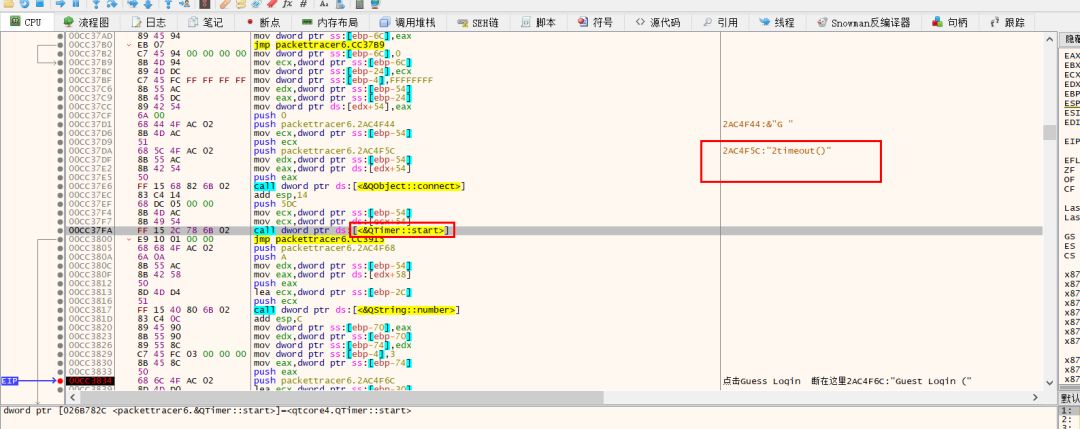 CPU 流程图 日志 笔记 断点 内存布局 调用堆栈 SEH链 脚本 符号 源代码 引用 线程 Snowman反编译器 句柄 跟踪
隐藏
00CC37AD 89 45 94 mov dword ptr ss:[ebp-6C],eax
00CC37B0 EB 07 jmp packettracer6.CC37B9
00CC37B2 C7 45 94 00 00 00 00 mov dword ptr ss:[ebp-6C],0
00CC37B9 8B 4D 94 mov ecx,dword ptr ss:[ebp-6C]
00CC37BC 89 4D DC mov dword ptr ss:[ebp-24],ecx
00CC37BF C7 45 FC FF FF FF FF mov dword ptr ss:[ebp-4],FFFFFFFF
00CC37C6 8B 55 AC mov edx,dword ptr ss:[ebp-54]
00CC37C9 8B 45 DC mov eax,dword ptr ss:[ebp-24]
00CC37CC 89 42 54 mov dword ptr ds:[edx+54],eax
00CC37CF 6A 00 push 0
00CC37D1 68 44 4F AC 02 push packettracer6.2AC4F44 2AC4F44:&"G "
00CC37D6 8B 4D AC mov ecx,dword ptr ss:[ebp-54]
00CC37D9 51 push ecx
00CC37DA 68 5C 4F AC 02 push packettracer6.2AC4F5C 2AC4F5C:"2timeout()"
00CC37DF 8B 55 AC mov edx,dword ptr ss:[ebp-54]
00CC37E2 8B 42 54 mov eax,dword ptr ds:[edx+54]
00CC37E5 50 push eax
00CC37E6 FF 15 68 82 6B 02 call dword ptr ds:[<&QObject::connect>]
00CC37EC 83 C4 14 add esp,14
00CC37EF 68 DC 05 00 00 push 5DC
00CC37F4 8B 4D AC mov ecx,dword ptr ss:[ebp-54]
00CC37F7 8B 49 54 mov ecx,dword ptr ds:[ecx+54]
00CC37FA FF 15 2C 78 6B 02 call dword ptr ds:[<&QTimer::start>]
00CC3800 E9 10 01 00 00 jmp packettracer6.CC3915
00CC3805 68 68 4F AC 02 push packettracer6.2AC4F68
00CC380A 6A 0A push A
00CC380C 8B 55 AC mov edx,dword ptr ss:[ebp-54]
00CC380F 8B 42 58 mov eax,dword ptr ds:[edx+58]
00CC3812 50 push eax
00CC3813 8D 4D D4 lea ecx,dword ptr ss:[ebp-2C]
00CC3816 51 push ecx
00CC3817 FF 15 40 80 6B 02 call dword ptr ds:[<&QString::number>]
00CC381D 83 C4 0C add esp,C
00CC3820 89 45 90 mov dword ptr ss:[ebp-70],eax
00CC3823 8B 55 90 mov edx,dword ptr ss:[ebp-70]
00CC3826 89 55 8C mov dword ptr ss:[ebp-74],edx
00CC3829 C7 45 FC 03 00 00 00 mov dword ptr ss:[ebp-4],3
00CC3830 8B 45 8C mov eax,dword ptr ss:[ebp-74]
00CC3833 50 push eax
EIP 00CC3834 68 6C 4F AC 02 push packettracer6.2AC4F6C 点击Guess Login 断在这里2AC4F6C:"Guest Login ("
EAX
EBX
ECX
EDX
EBP
ESP
ESI
EDI
EIP
EFL
ZF
OF
CF
Las
Las
GS
ES
CS
x87
x87
x87
x87
x87
x87
x87
x87
dword ptr [026B782C <packettracer6.&QTimer::start>]=<qtcore4.QTimer::start>
默认
1:
2:
3: